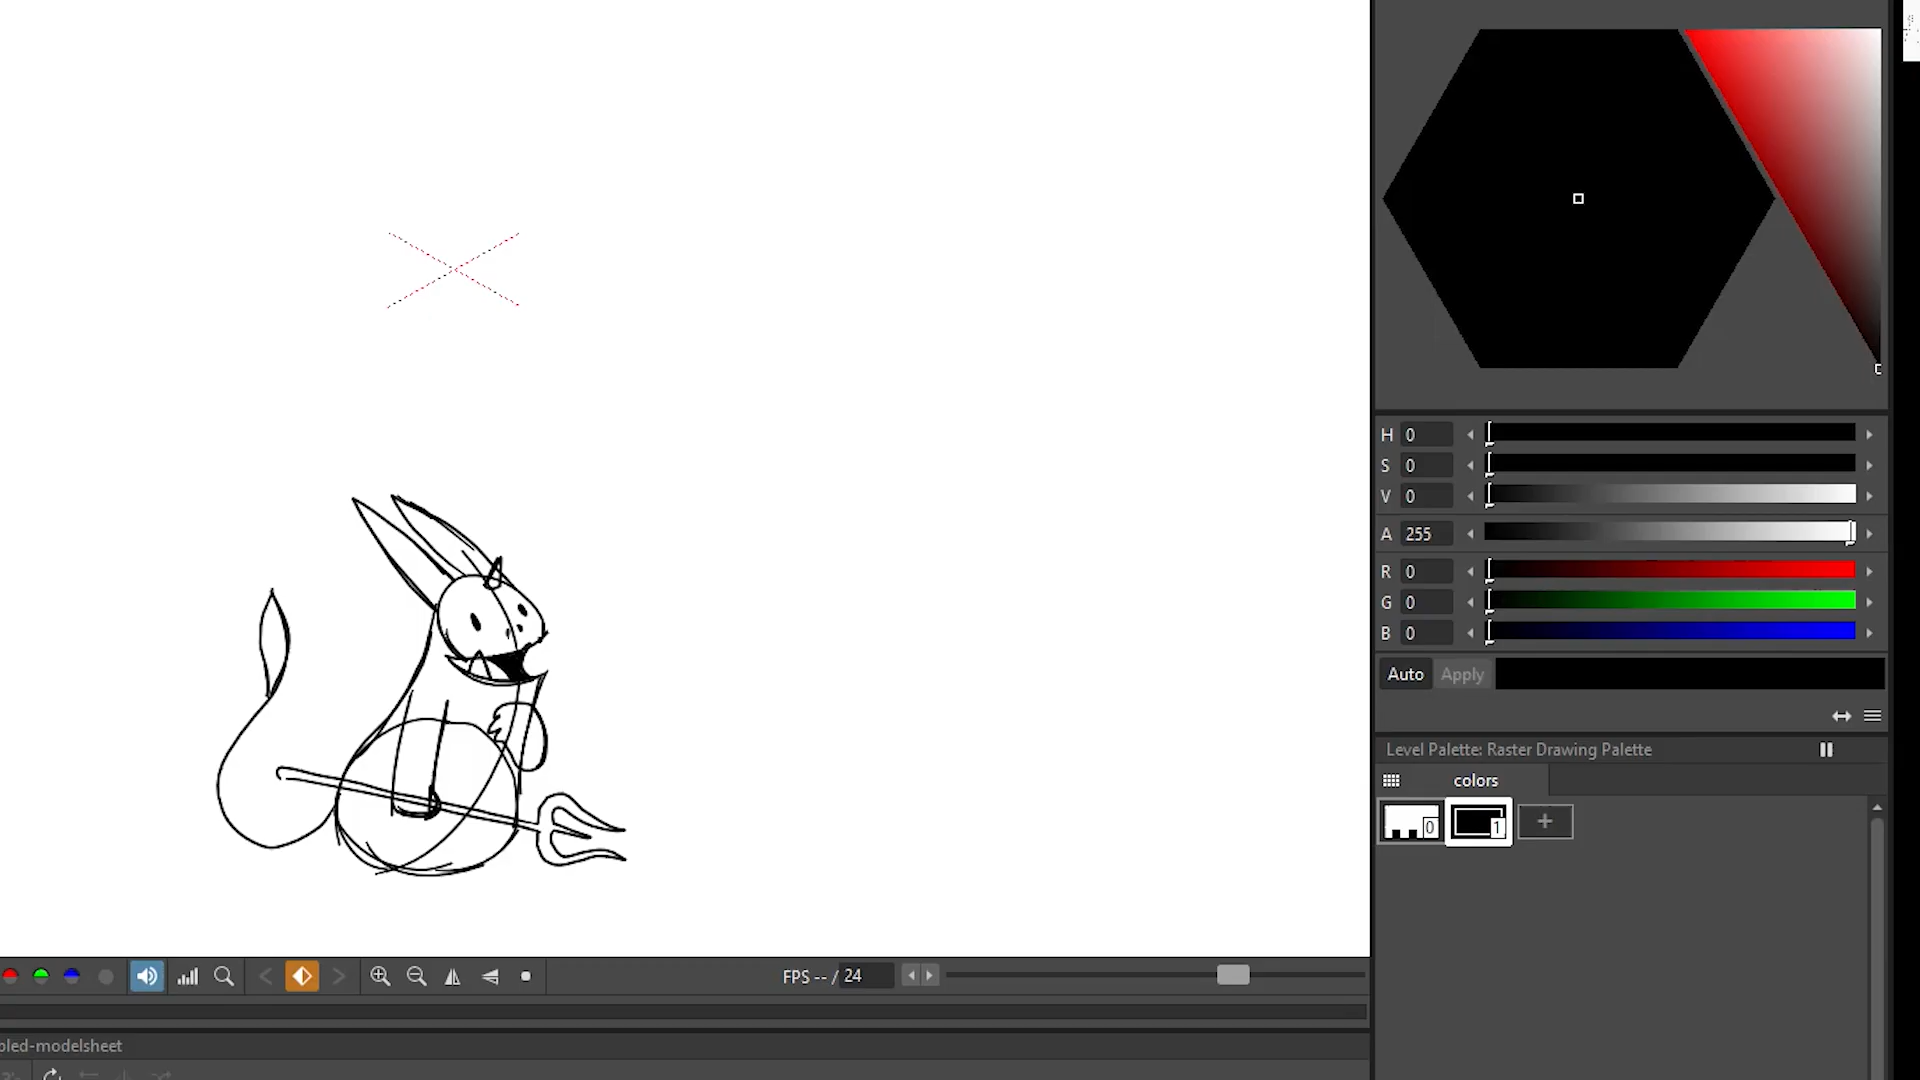 H 0
S 0
V 0
A 255
R 0
G 0
B 0
Auto Apply
Level Palette: Raster Drawing Palette
colors
0 1 +
FPS -- / 24
bled-modelsheet